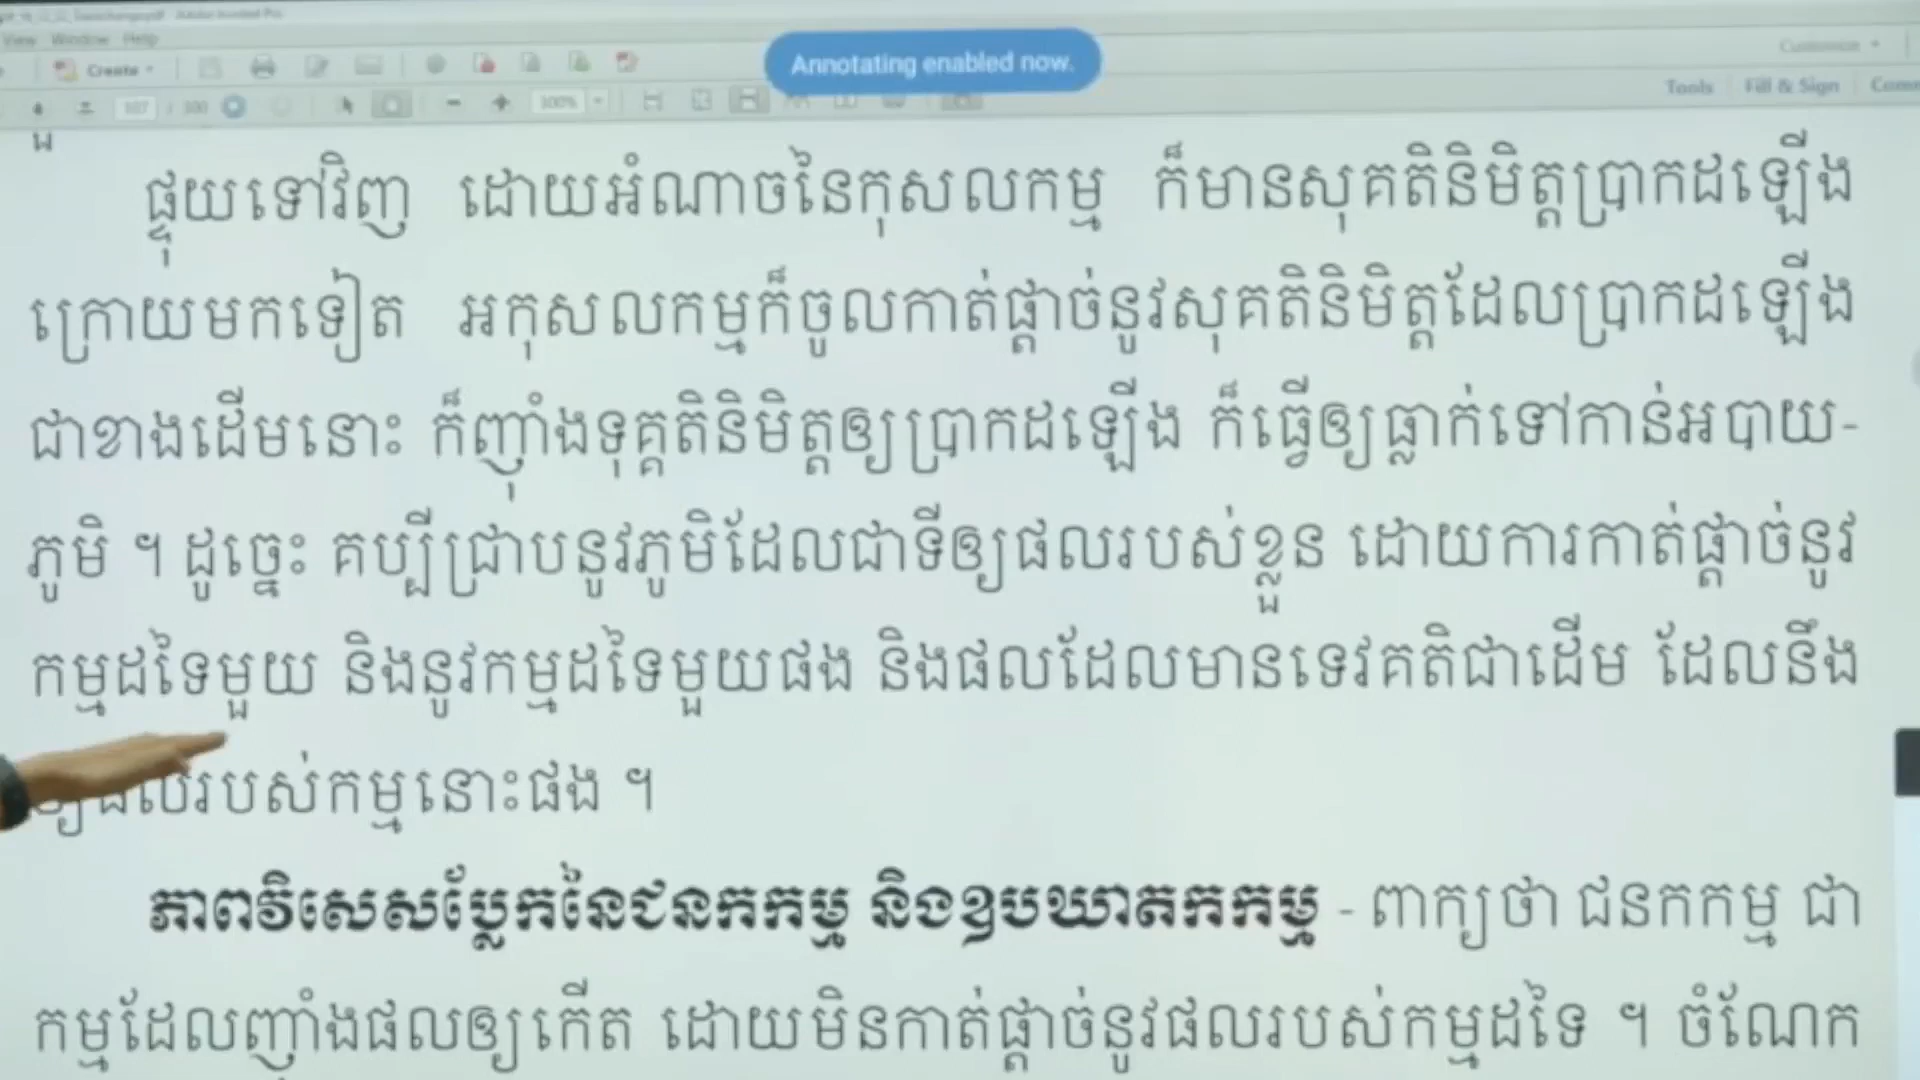 View Window Help
Annotating enabled now.
Customize
Create
107 / 300
100%
Tools Fill & Sign
ផ្ទុយទៅវិញ ដោយអំណាចនៃកុសលកម្ម ក៏មានសុគតិនិមិត្តប្រាកដឡើង
ក្រោយមកទៀត អកុសលកម្មក៏ចូលកាត់ផ្តាច់នូវសុគតិនិមិត្តដែលប្រាកដឡើង
ជាខាងដើមនោះ ក៏ញ៉ាំងទុគ្គតិនិមិត្តឲ្យប្រាកដឡើង ក៏ធ្វើឲ្យធ្លាក់ទៅកាន់អបាយ-
ភូមិ ។ ដូច្នេះ គប្បីជ្រាបនូវភូមិដែលជាទីឲ្យផលរបស់ខ្លួន ដោយការកាត់ផ្តាច់នូវ
កម្មដទៃមួយ និងនូវកម្មដទៃមួយផង និងផលដែលមានទេវគតិជាដើម ដែលនឹង
របស់កម្មនោះផង ។
ភាពវិសេសប្លែកនៃជនកកម្ម និងឧបឃាតកកម្ម - ពាក្យថា ជនកកម្ម ជា
កម្មដែលញ៉ាំងផលឲ្យកើត ដោយមិនកាត់ផ្តាច់នូវផលរបស់កម្មដទៃ ។ ចំណែក